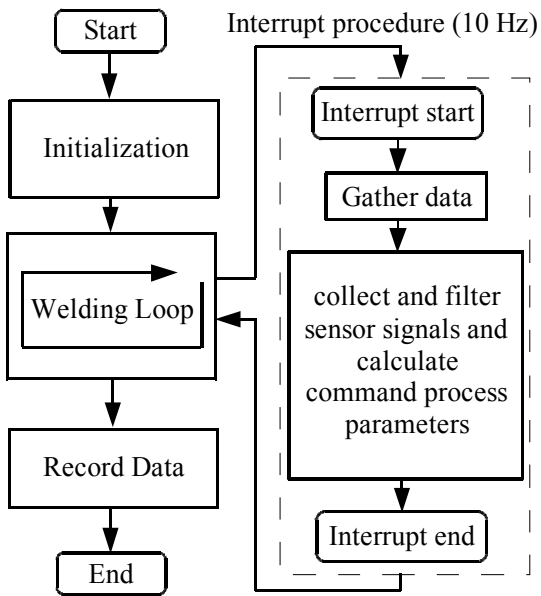 Start
Initialization
Welding Loop
Record Data
End
Interrupt procedure (10 Hz)
Interrupt start
Gather data
collect and filter
sensor signals and
calculate
command process
parameters
Interrupt end